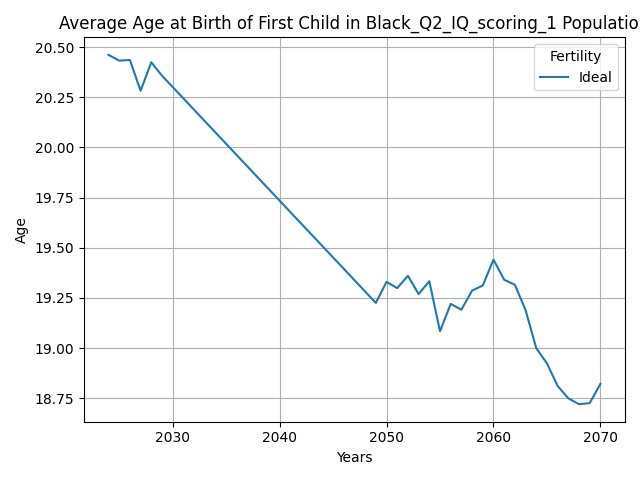 Average Age at Birth of First Child in Black_Q2_IQ_scoring_1 Populatio
Fertility
Ideal
20.50
20.25
20.00
19.75
19.50
19.25
19.00
18.75
Age
2030 2040 2050 2060 2070
Years